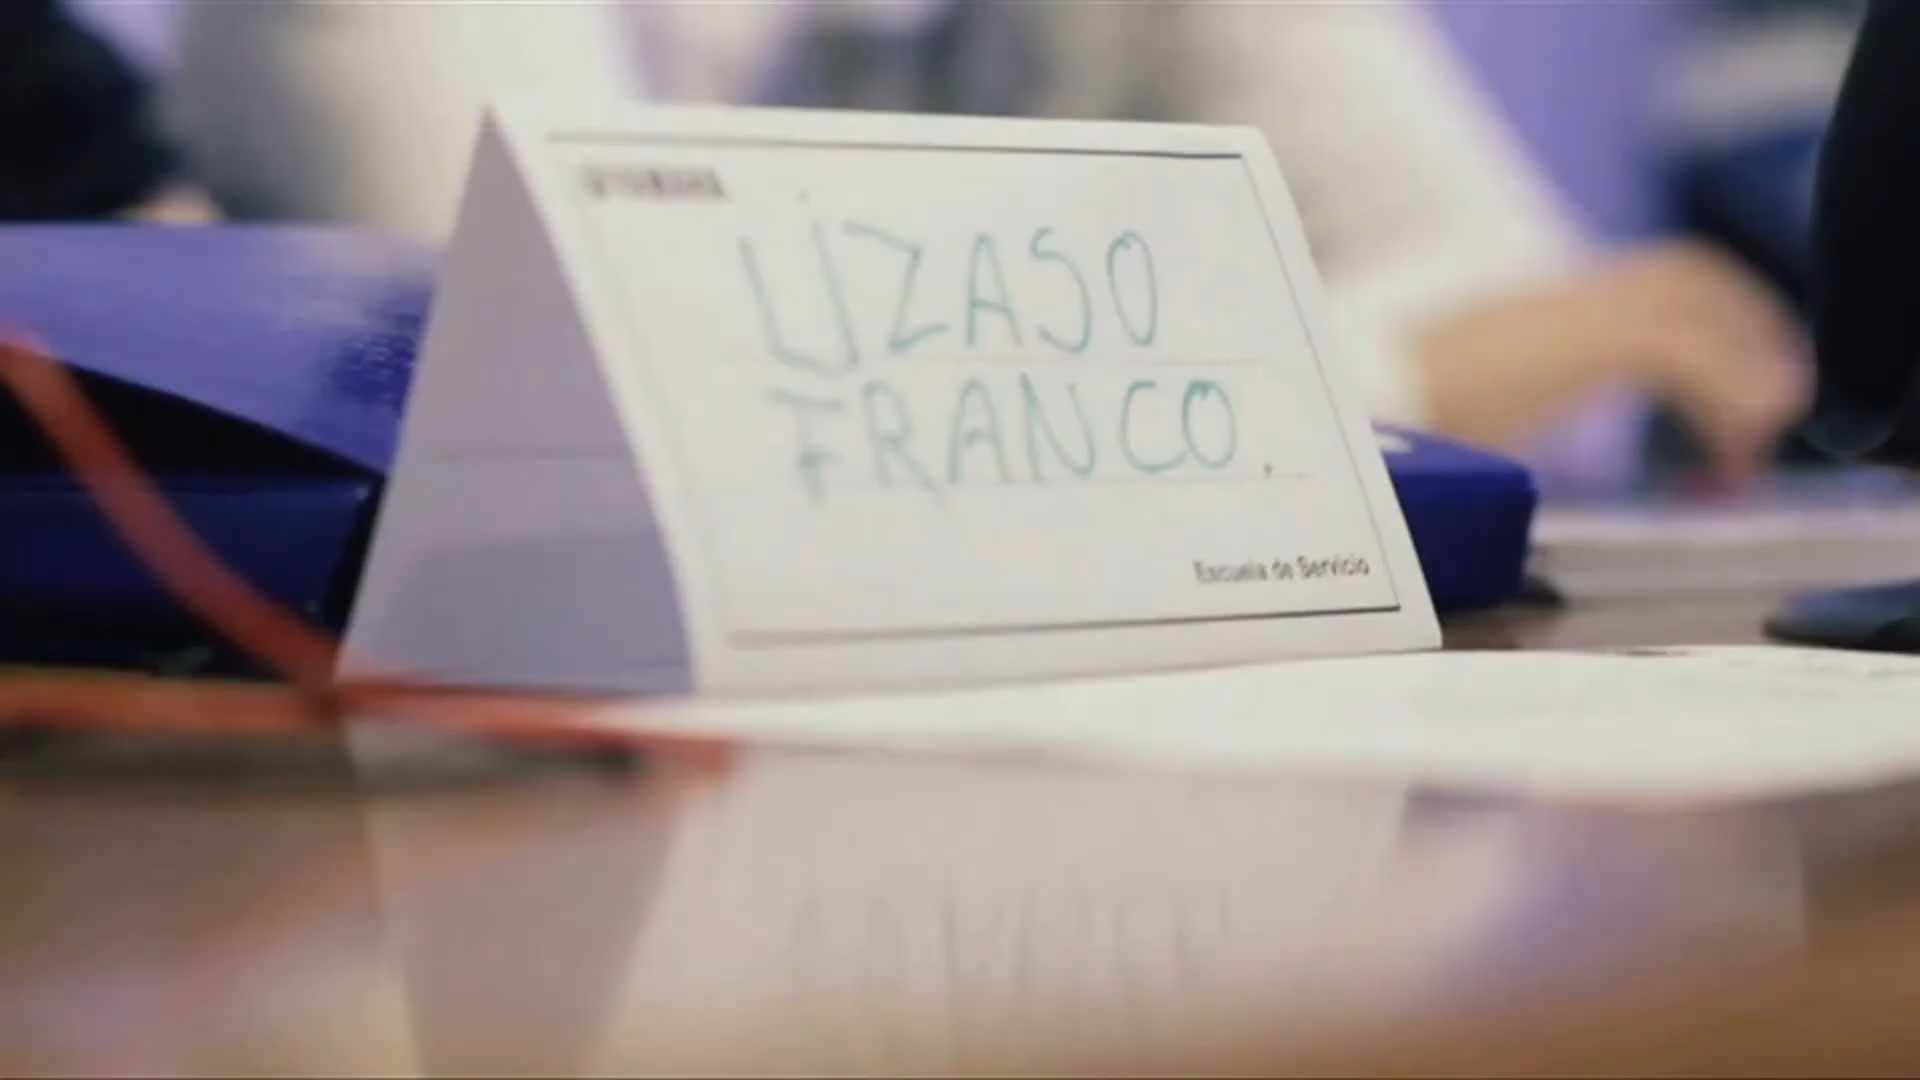 UZASO
FRANCO.
Escuela de Servicio